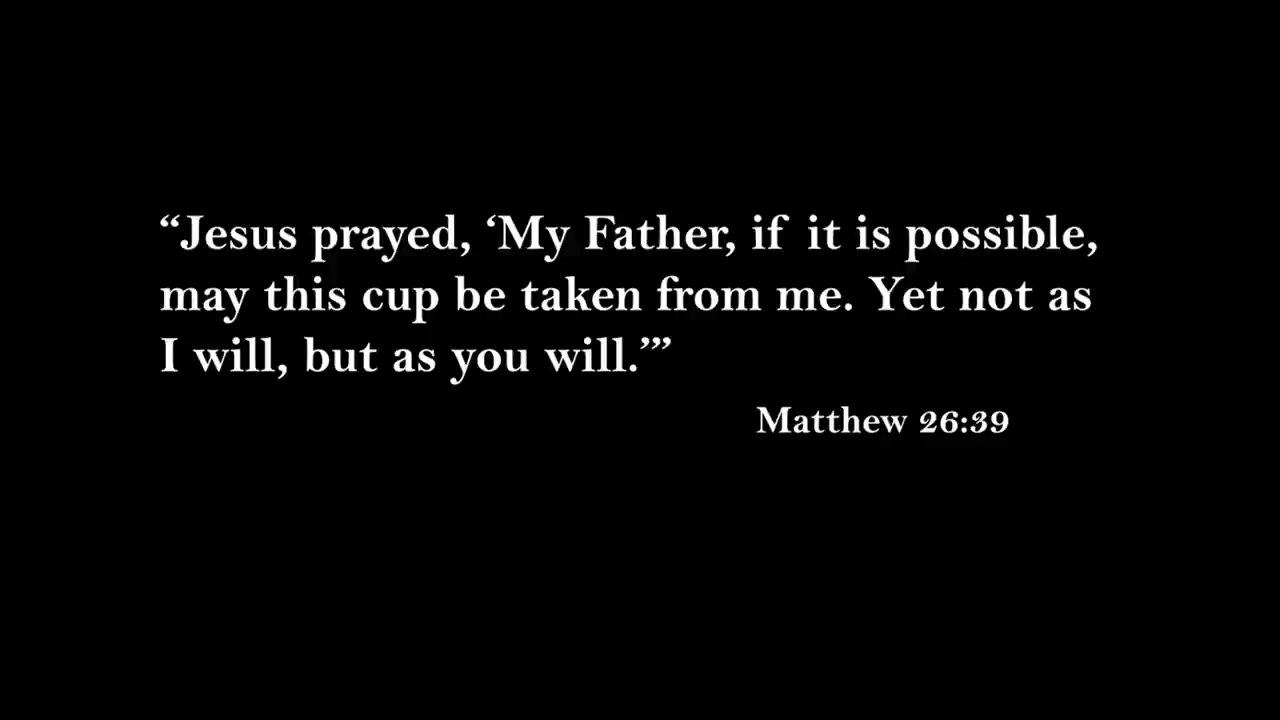 “Jesus prayed, ‘My Father, if it is possible,
may this cup be taken from me. Yet not as
I will, but as you will.’”
Matthew 26:39